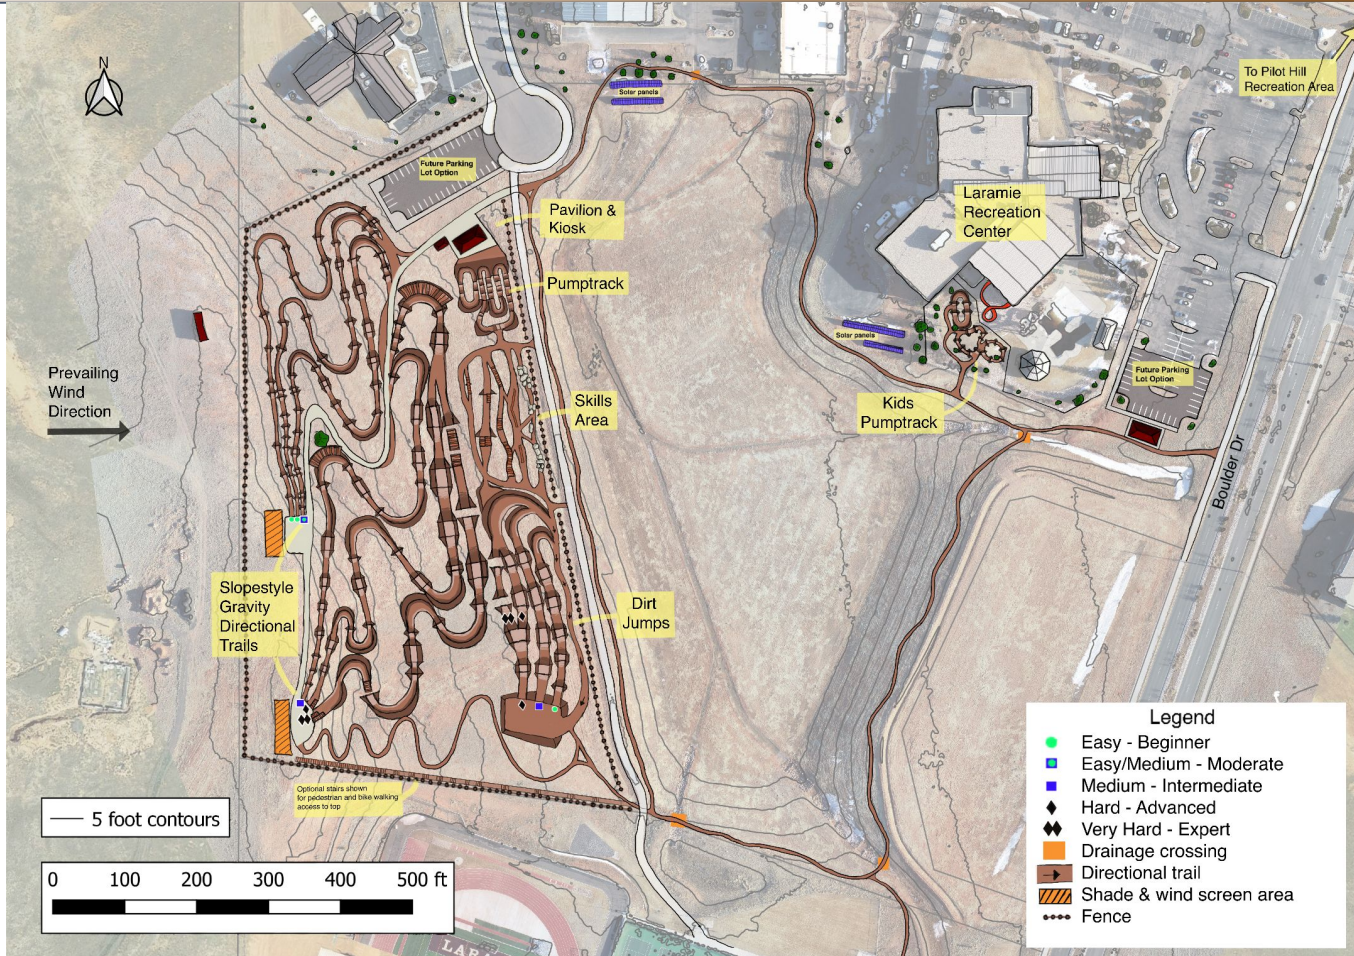 N
To Pilot Hill
Recreation Area
Solar panels
Future Parking
Lot Option
Pavilion &
Kiosk
Laramie
Recreation
Center
Pumptrack
Solar panels
Prevailing
Wind
Direction
Future Parking
Lot Option
Skills
Area
Kids
Pumptrack
Boulder Dr
Slopestyle
Gravity
Directional
Trails
Dirt
Jumps
Optional stairs shown
for pedestrian and bike walking
access to top
5 foot contours
0 100 200 300 400 500 ft
LARA
Legend
Easy - Beginner
Easy/Medium - Moderate
Medium - Intermediate
Hard - Advanced
Very Hard - Expert
Drainage crossing
Directional trail
Shade & wind screen area
Fence